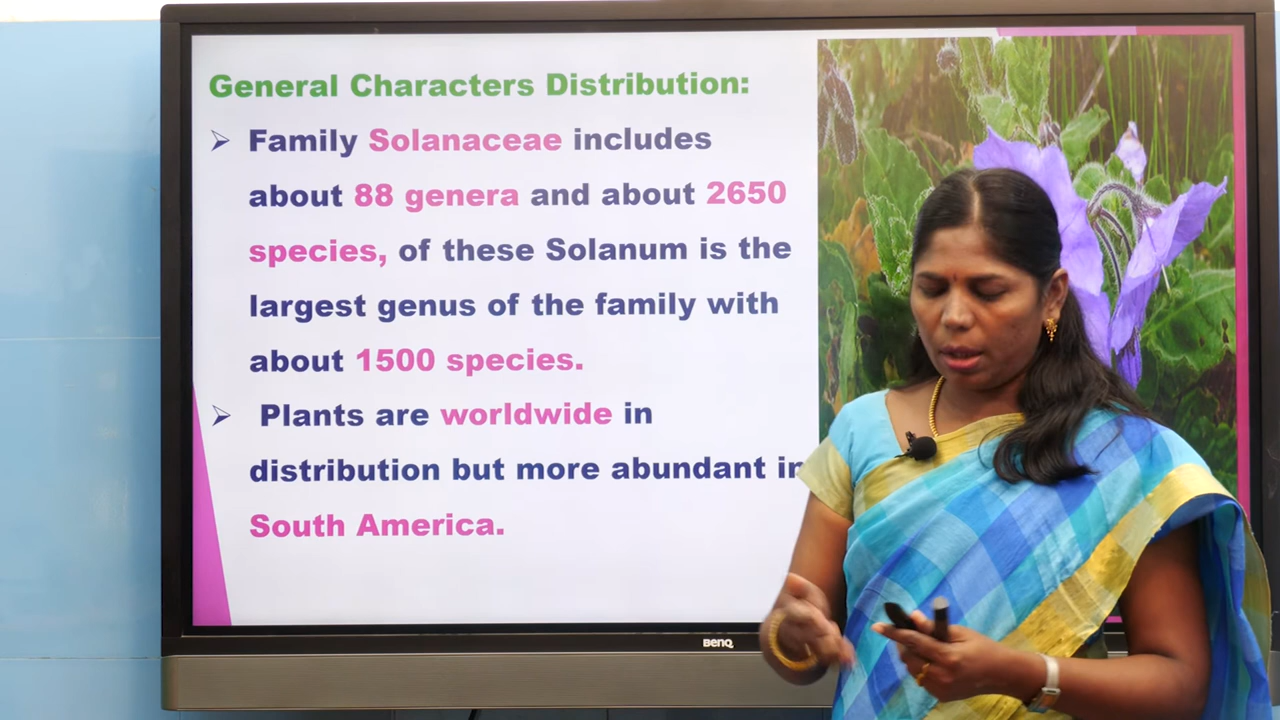 General Characters Distribution:
➢ Family Solanaceae includes
about 88 genera and about 2650
species, of these Solanum is the
largest genus of the family with
about 1500 species.
➢ Plants are worldwide in
distribution but more abundant in
South America.
BenQ